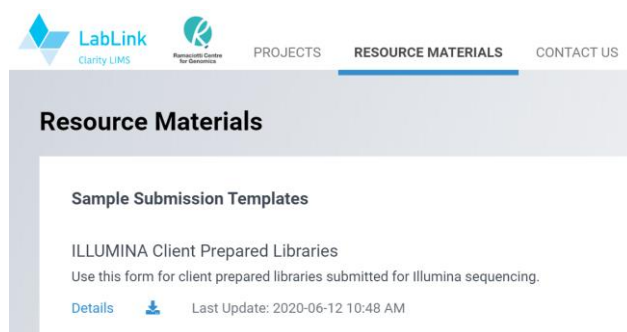 LabLink
Clarity LIMS
Ramaciotti Centre
for Genomics
PROJECTS
RESOURCE MATERIALS
CONTACT US
Resource Materials
Sample Submission Templates
ILLUMINA Client Prepared Libraries
Use this form for client prepared libraries submitted for Illumina sequencing.
Details Last Update: 2020-06-12 10:48 AM